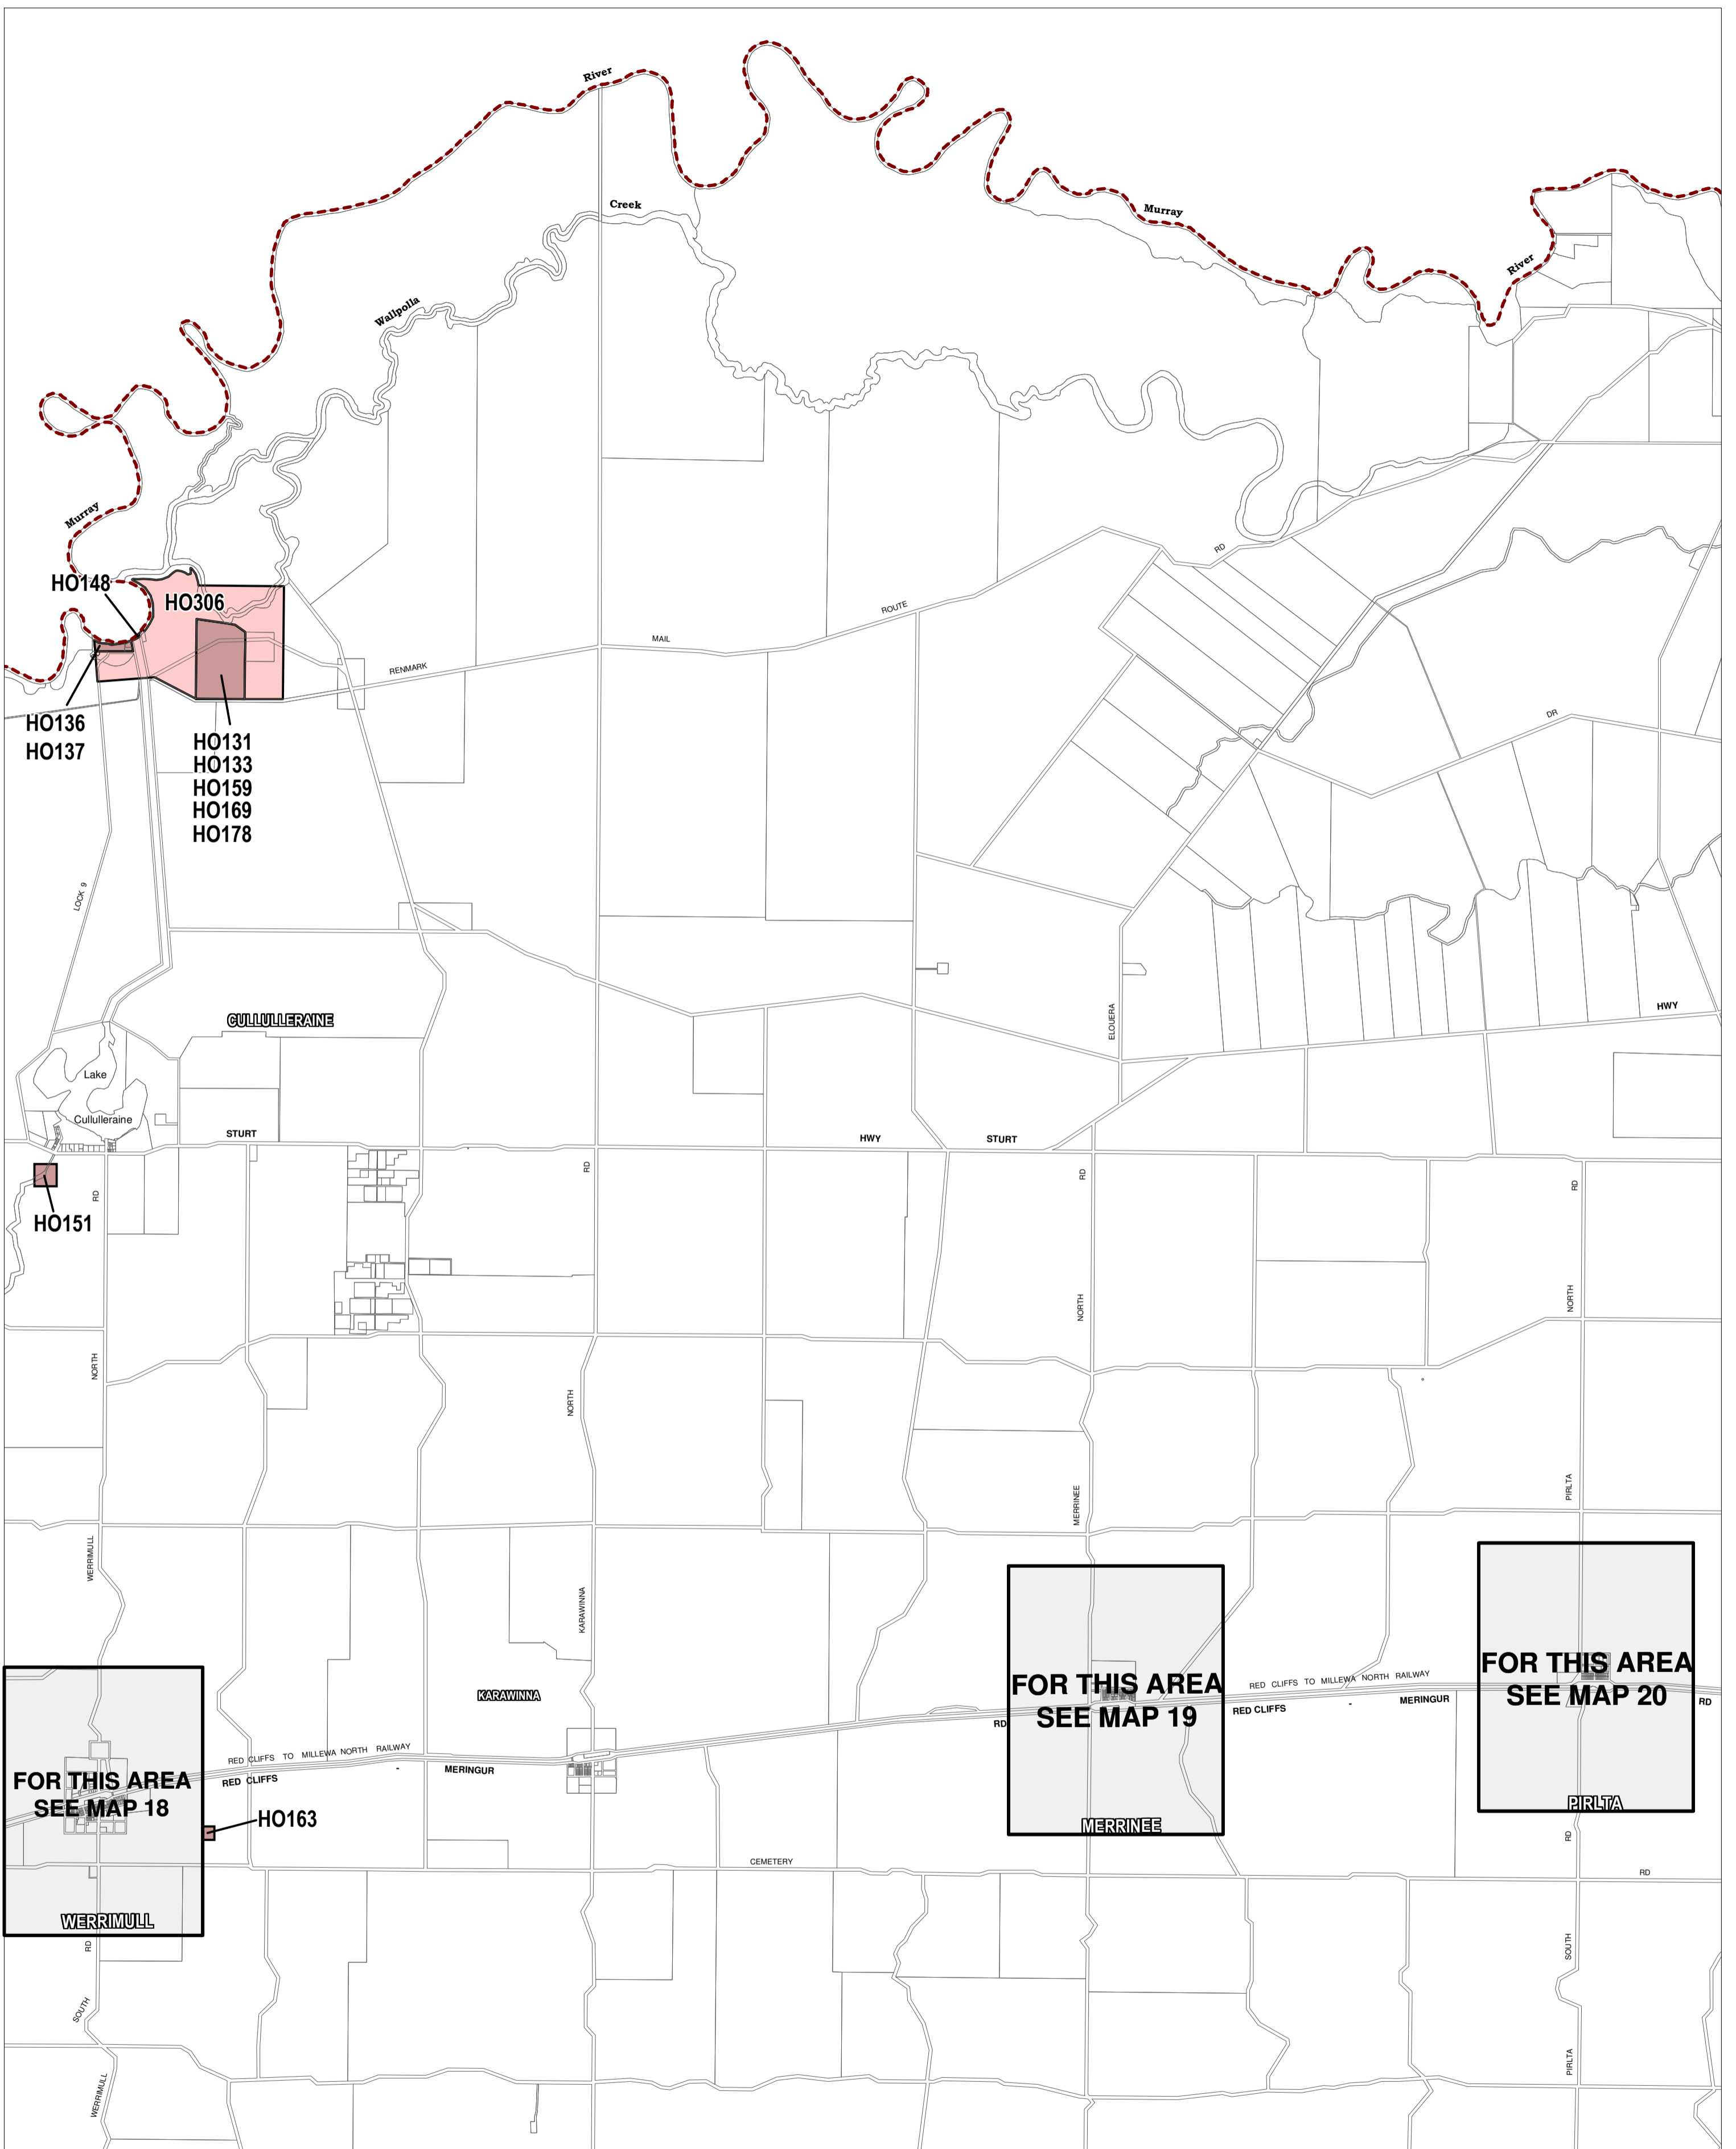 River
Creek
Murray
River
Wallpolla
Murray
HO148
HO306
RD
ROUTE
MAIL
RENMARK
HO136
HO137
DR
HO131
HO133
HO159
HO169
HO178
LOCK 9
HWY
CULLULLERAINE
ELOUERA
Lake
Cullulleraine
STURT
HWY
STURT
RD
RD
RD
RD
HO151
NORTH
NORTH
NORTH
NORTH
PIRLTA
MERRINEE
WERRIMULL
KARAWINNA
FOR THIS AREA
SEE MAP 20
FOR THIS AREA
SEE MAP 19
RED CLIFFS TO MILLEWA NORTH RAILWAY
KARAWINNA
MERINGUR
RD
RED CLIFFS
RD
RED CLIFFS TO MILLEWA NORTH RAILWAY
MERINGUR
RED CLIFFS
FOR THIS AREA
SEE MAP 18
PIRLTA
HO163
MERRINEE
RD
CEMETERY
RD
WERRIMULL
RD
SOUTH
SOUTH
PIRLTA
WERRIMULL